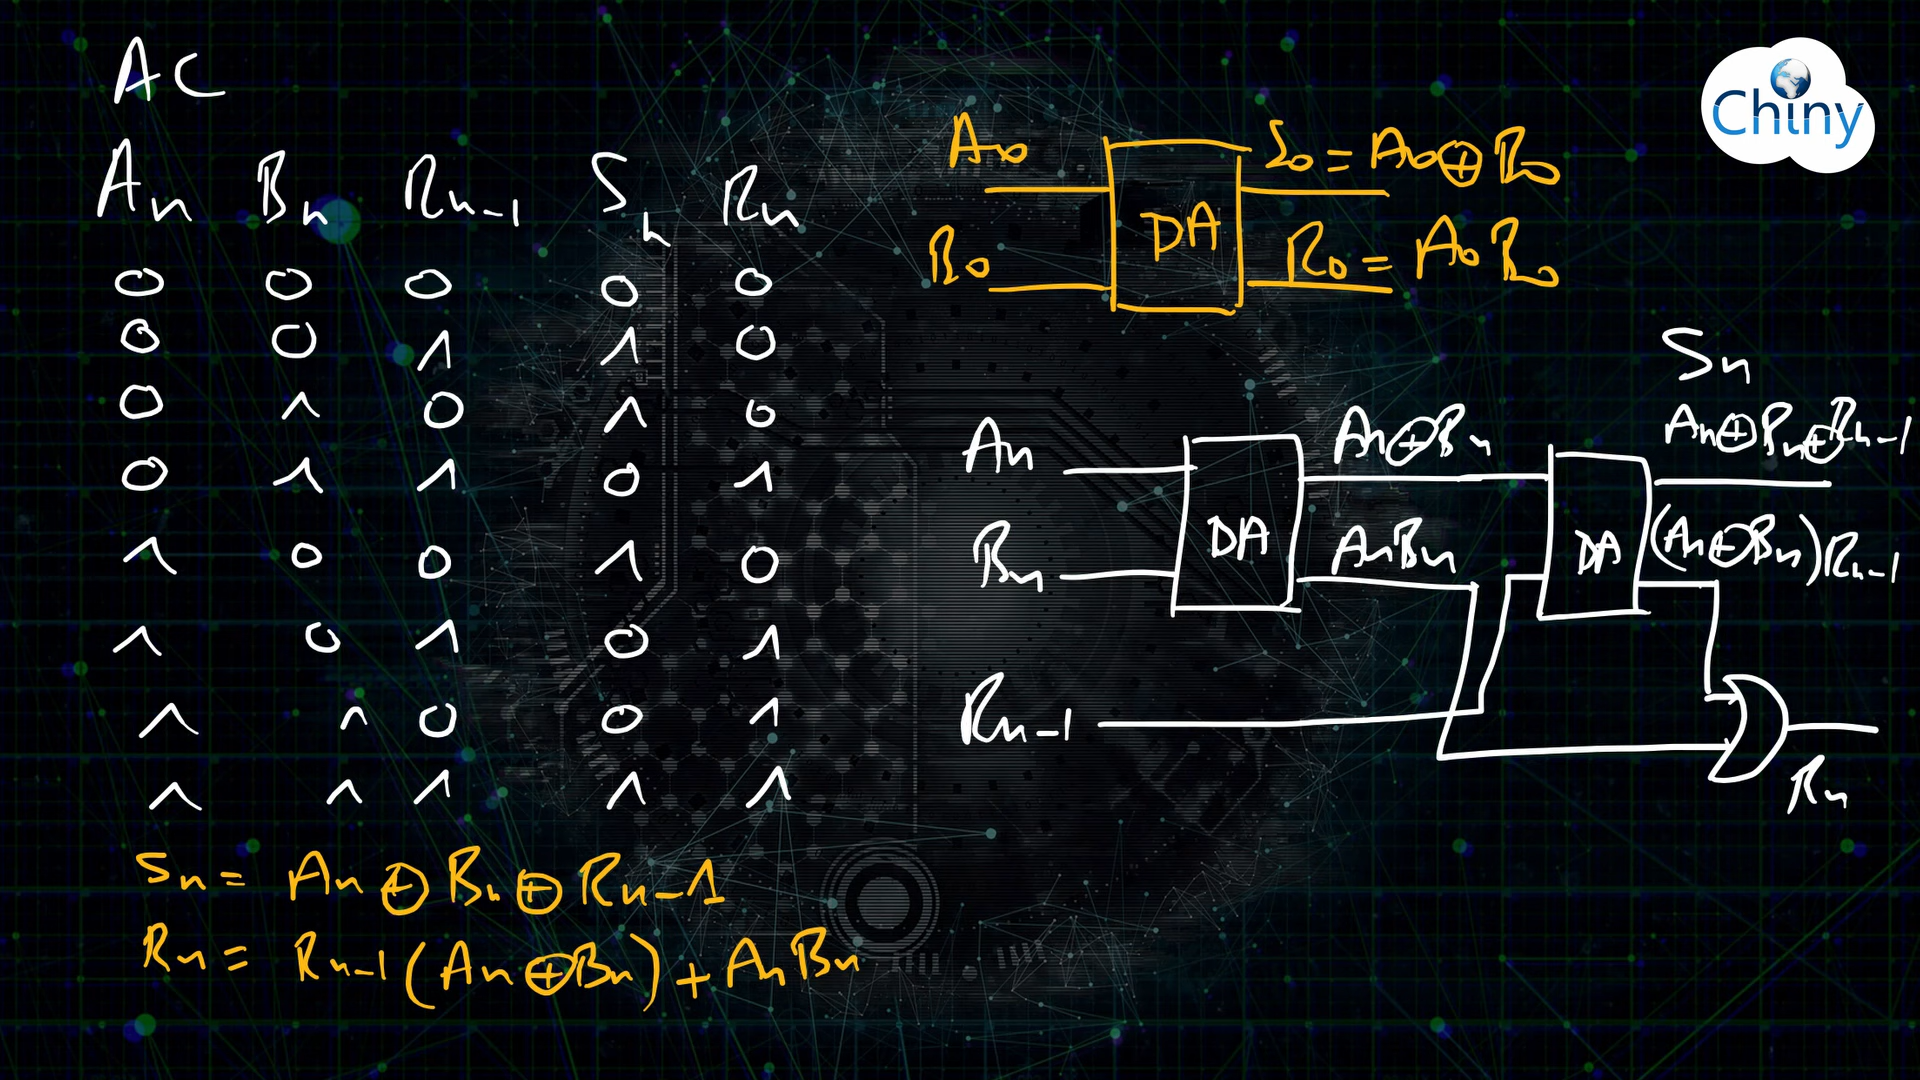 AC
An Bn Rn-1 Sn Rn
0 0 0 0 0
0 0 1 1 0
0 1 0 1 0
0 1 1 0 1
1 0 0 1 0
1 0 1 0 1
1 1 0 0 1
1 1 1 1 1
Sn = An ⊕ Bn ⊕ Rn-1
Rn = Rn-1 (An ⊕ Bn) + AnBn
Chiny
A0
B0
DA
S0 = A0 ⊕ B0
R0 = A0 B0
An
Bn
Rn-1
DA
An⊕Bn
AnBn
DA
Sn
An⊕Bn⊕Rn-1
(An⊕Bn)Rn-1
Rn